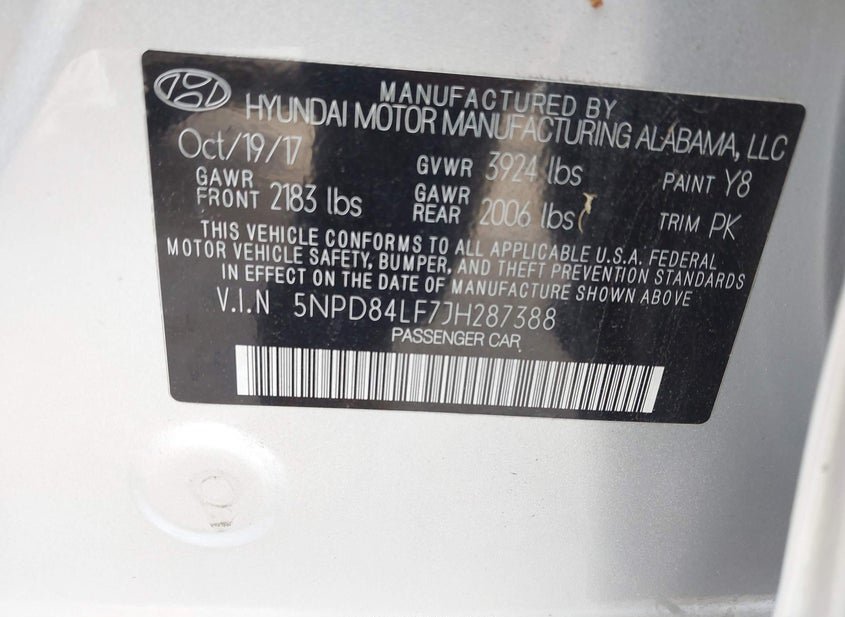 MANUFACTURED BY
HYUNDAI MOTOR MANUFACTURING ALABAMA, LLC
Oct/19/17 GVWR 3924 lbs PAINT Y8
GAWR FRONT 2183 lbs GAWR REAR 2006 lbs TRIM PK
THIS VEHICLE CONFORMS TO ALL APPLICABLE U.S.A. FEDERAL
MOTOR VEHICLE SAFETY, BUMPER, AND THEFT PREVENTION STANDARDS
IN EFFECT ON THE DATE OF MANUFACTURE SHOWN ABOVE
V.I.N 5NPD84LF7JH287388
PASSENGER CAR